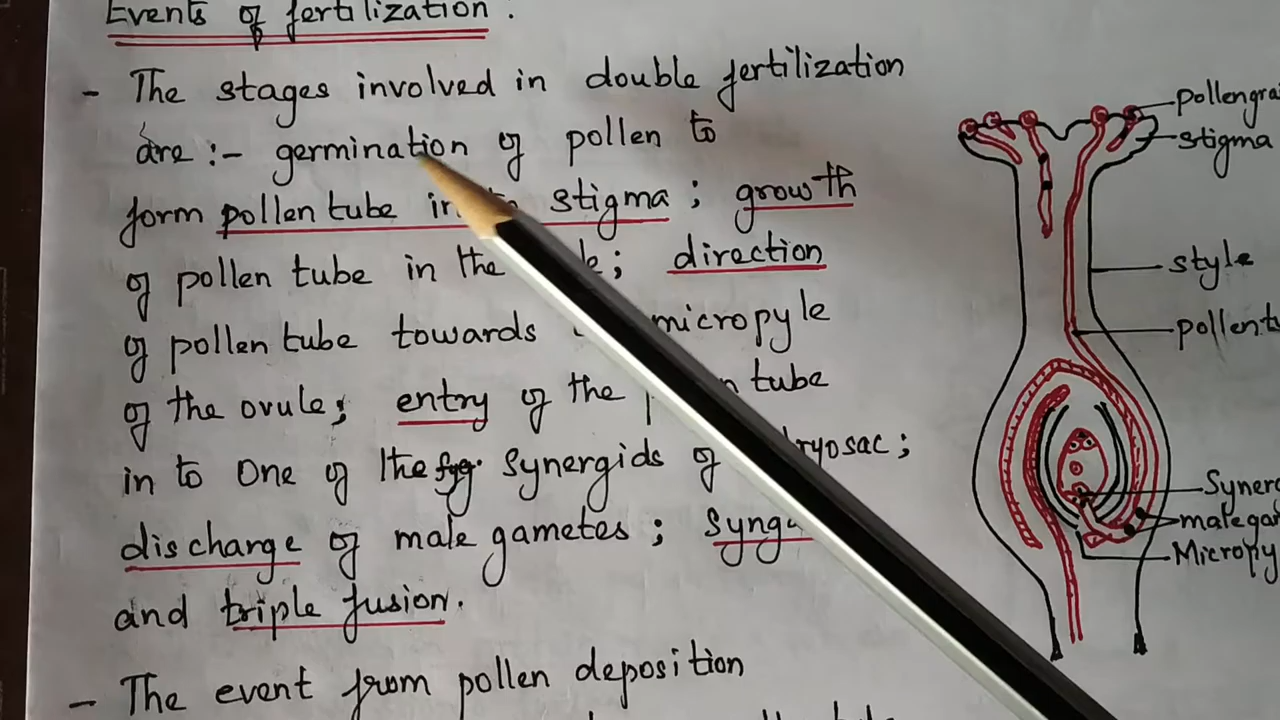 Events of fertilization.
- The stages involved in double fertilization
are :- germination of pollen to
form pollen tube in stigma ; growth
of pollen tube in the ; direction
of pollen tube towards micropyle
of the ovule; entry of the tube
in to One of the synergids of
discharge of male gametes ;
and triple fusion.
- The event from pollen deposition
pollengra
stigma
style
pollent
Syner
malega
Micropy